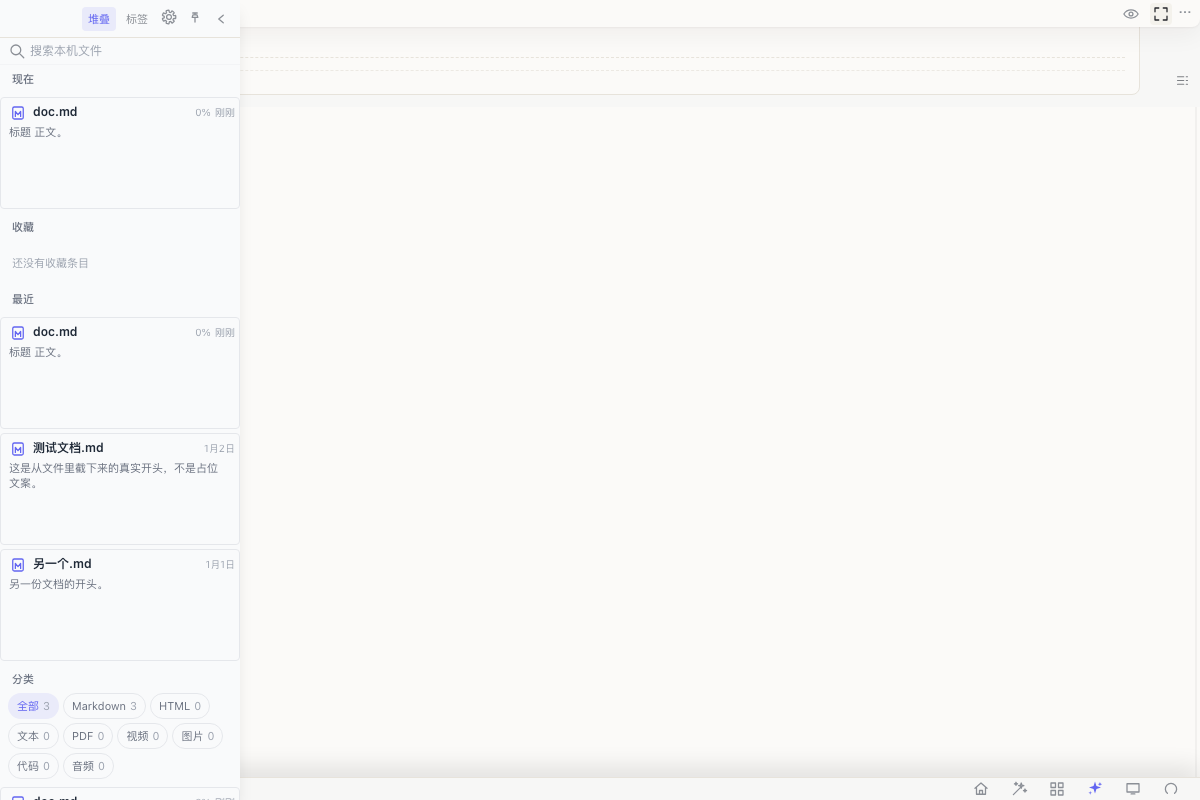 堆叠 标签
搜索本机文件
现在
doc.md 0% 刚刚
标题 正文。
收藏
还没有收藏条目
最近
doc.md 0% 刚刚
标题 正文。
测试文档.md 1月2日
这是从文件里截下来的真实开头，不是占位
文案。
另一个.md 1月1日
另一份文档的开头。
分类
全部 3 Markdown 3 HTML 0
文本 0 PDF 0 视频 0 图片 0
代码 0 音频 0
doc.md 0% 刚刚